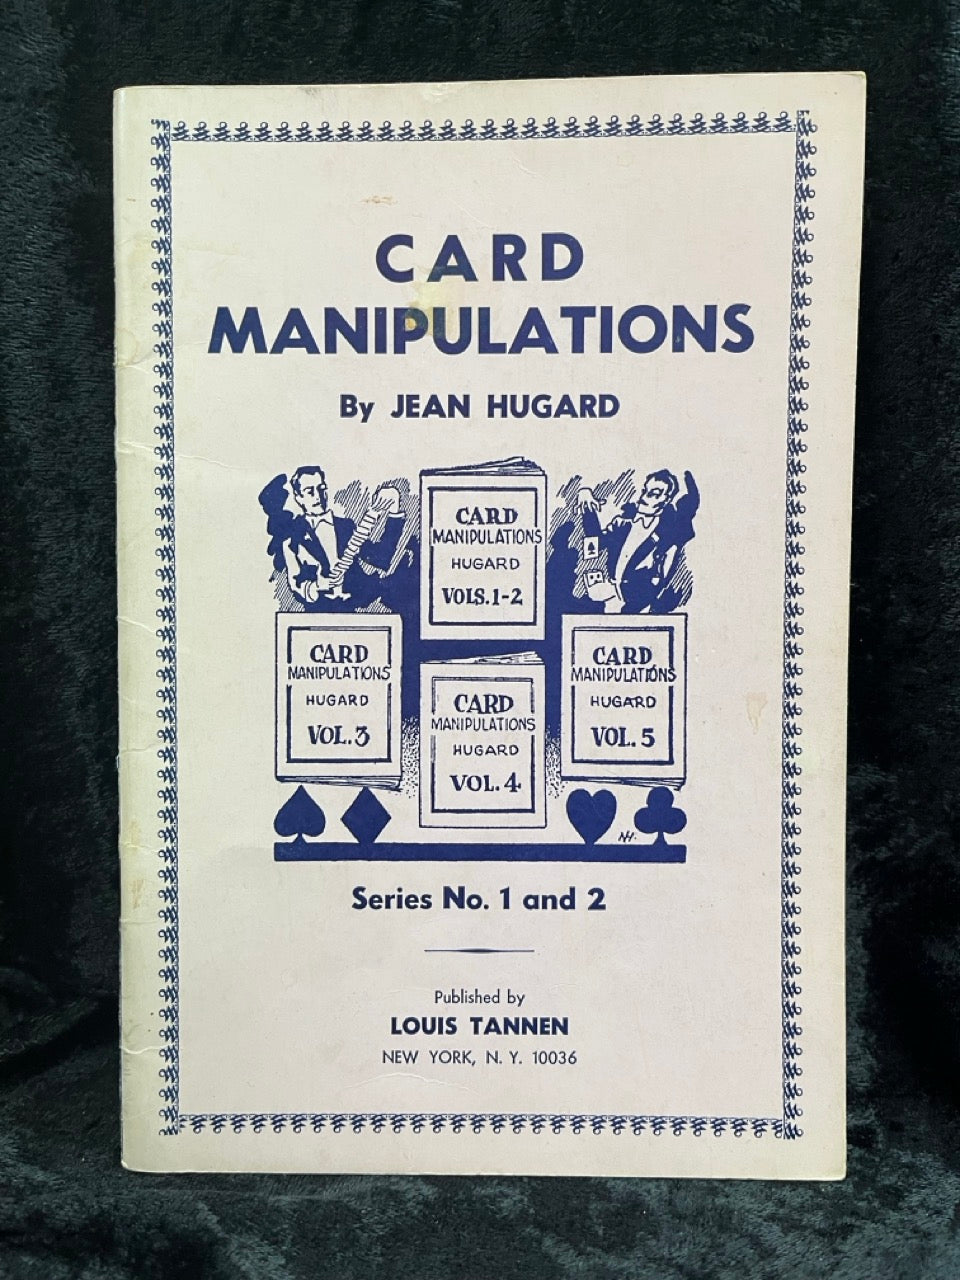 CARD
MANIPULATIONS
By JEAN HUGARD
CARD
MANIPULATIONS
HUGARD
VOLS. 1-2
CARD
MANIPULATIONS
HUGARD
VOL. 3
CARD
MANIPULATIONS
HUGARD
VOL. 4
CARD
MANIPULATIONS
HUGARD
VOL. 5
NH.
Series No. 1 and 2
Published by
LOUIS TANNEN
NEW YORK, N. Y. 10036